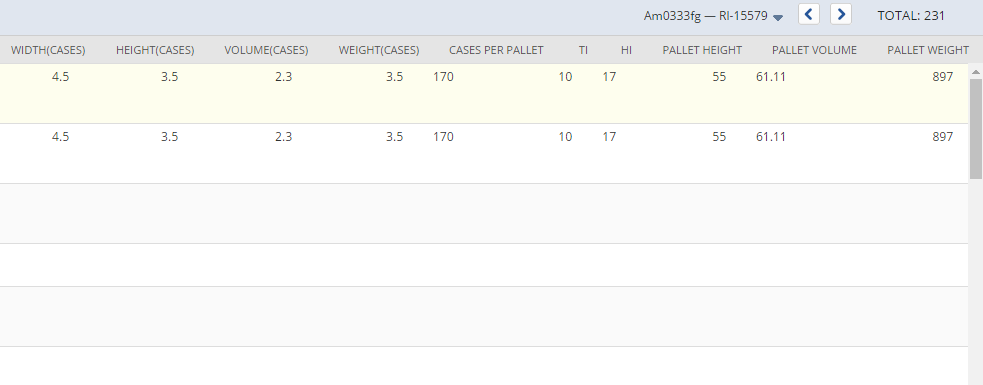 Am0333fg — RI-15579 TOTAL: 231
WIDTH(CASES) HEIGHT(CASES) VOLUME(CASES) WEIGHT(CASES) CASES PER PALLET TI HI PALLET HEIGHT PALLET VOLUME PALLET WEIGHT
4.5 3.5 2.3 3.5 170 10 17 55 61.11 897
4.5 3.5 2.3 3.5 170 10 17 55 61.11 897